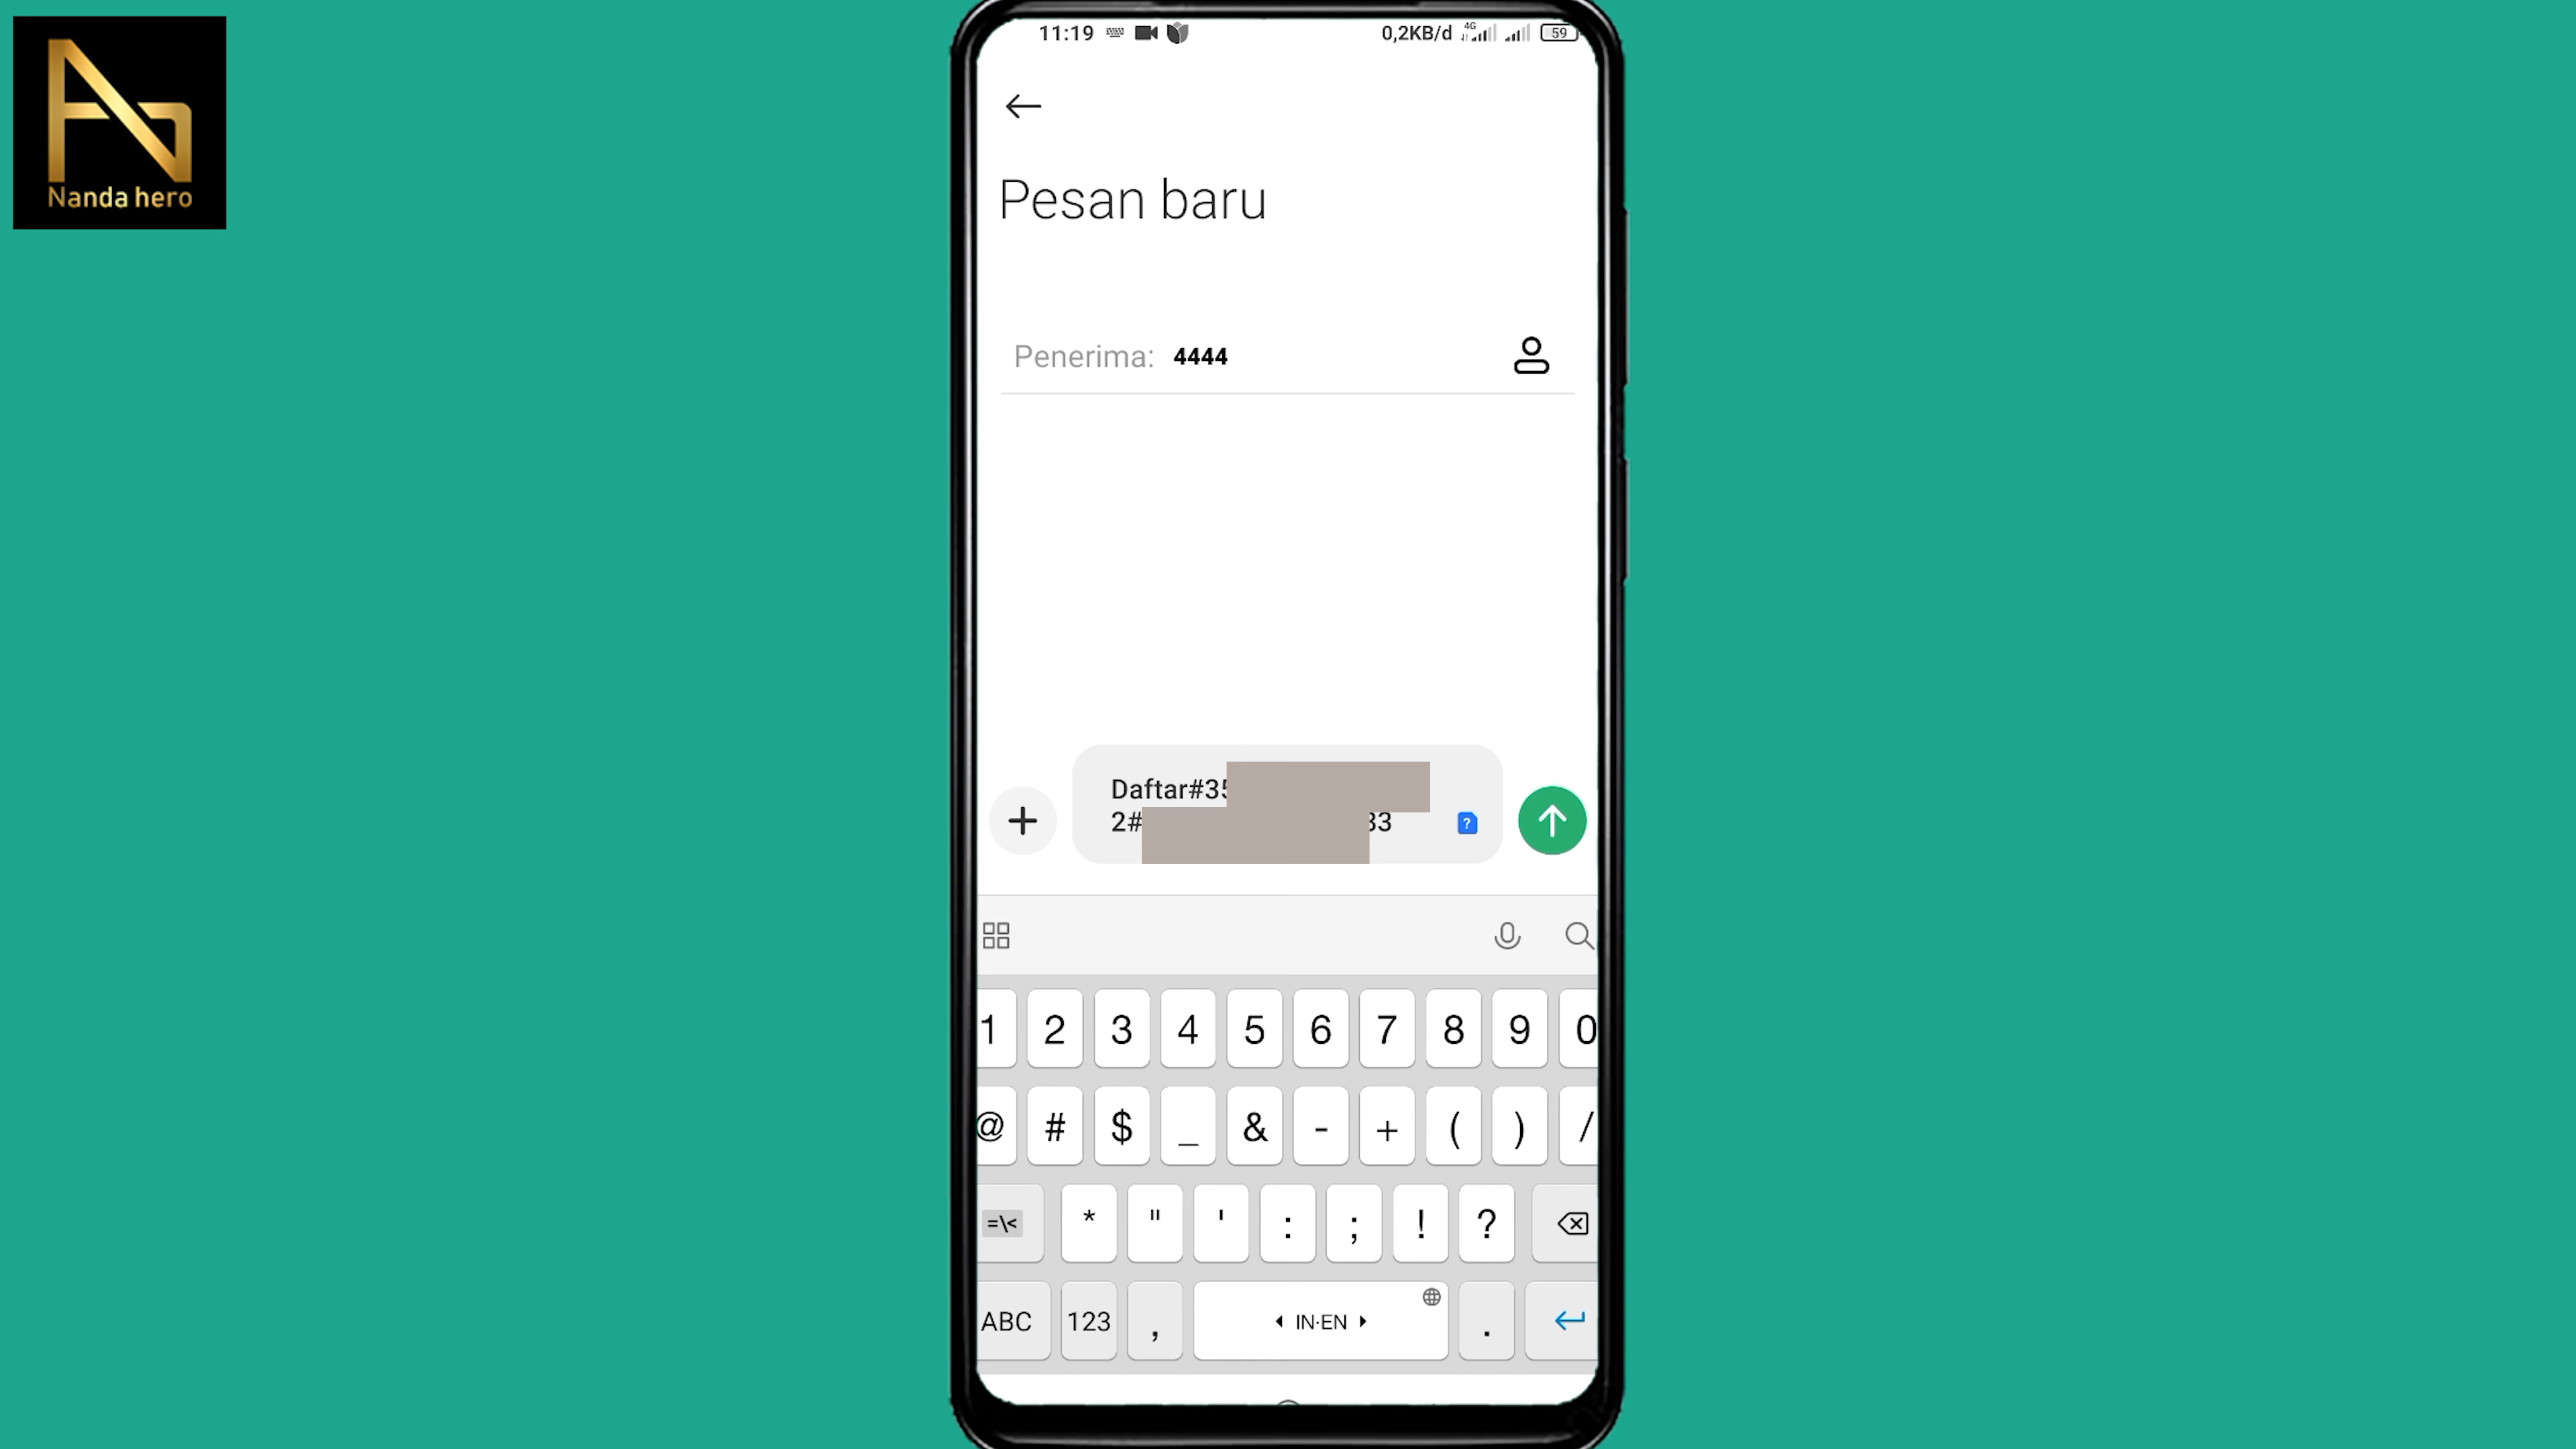 Nanda hero
11:19
0,2KB/d 4G 59
Pesan baru
Penerima: 4444
Daftar#35
2# 33
1 2 3 4 5 6 7 8 9 0
@ # $ _ & - + ( ) /
=\< * " ' : ; ! ?
ABC 123 , IN·EN .